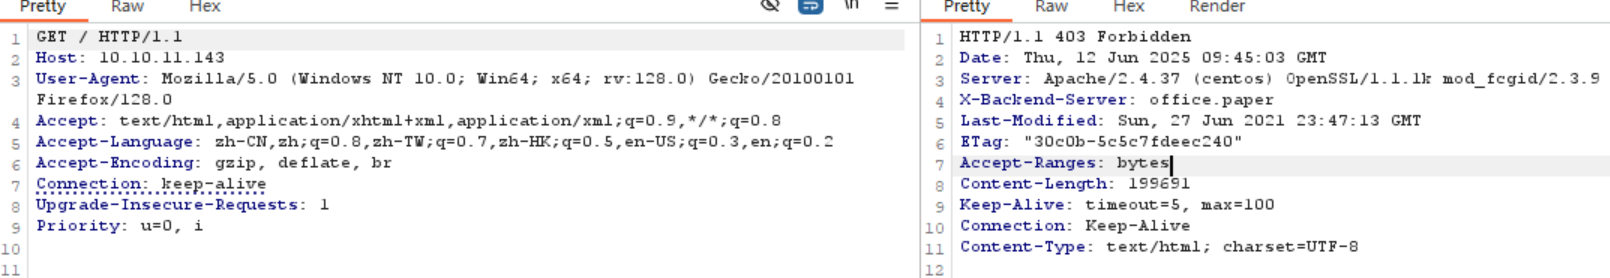 Pretty Raw Hex \n
GET / HTTP/1.1
Host: 10.10.11.143
User-Agent: Mozilla/5.0 (Windows NT 10.0; Win64; x64; rv:128.0) Gecko/20100101
Firefox/128.0
Accept: text/html,application/xhtml+xml,application/xml;q=0.9,*/*;q=0.8
Accept-Language: zh-CN,zh;q=0.8,zh-TW;q=0.7,zh-HK;q=0.5,en-US;q=0.3,en;q=0.2
Accept-Encoding: gzip, deflate, br
Connection: keep-alive
Upgrade-Insecure-Requests: 1
Priority: u=0, i
1
2
3
4
5
6
7
8
9
10
11
Pretty Raw Hex Render
HTTP/1.1 403 Forbidden
Date: Thu, 12 Jun 2025 09:45:03 GMT
Server: Apache/2.4.37 (centos) OpenSSL/1.1.1k mod_fcgid/2.3.9
X-Backend-Server: office.paper
Last-Modified: Sun, 27 Jun 2021 23:47:13 GMT
ETag: "30c0b-5c5c7fdeec240"
Accept-Ranges: bytes
Content-Length: 199691
Keep-Alive: timeout=5, max=100
Connection: Keep-Alive
Content-Type: text/html; charset=UTF-8
1
2
3
4
5
6
7
8
9
10
11
12